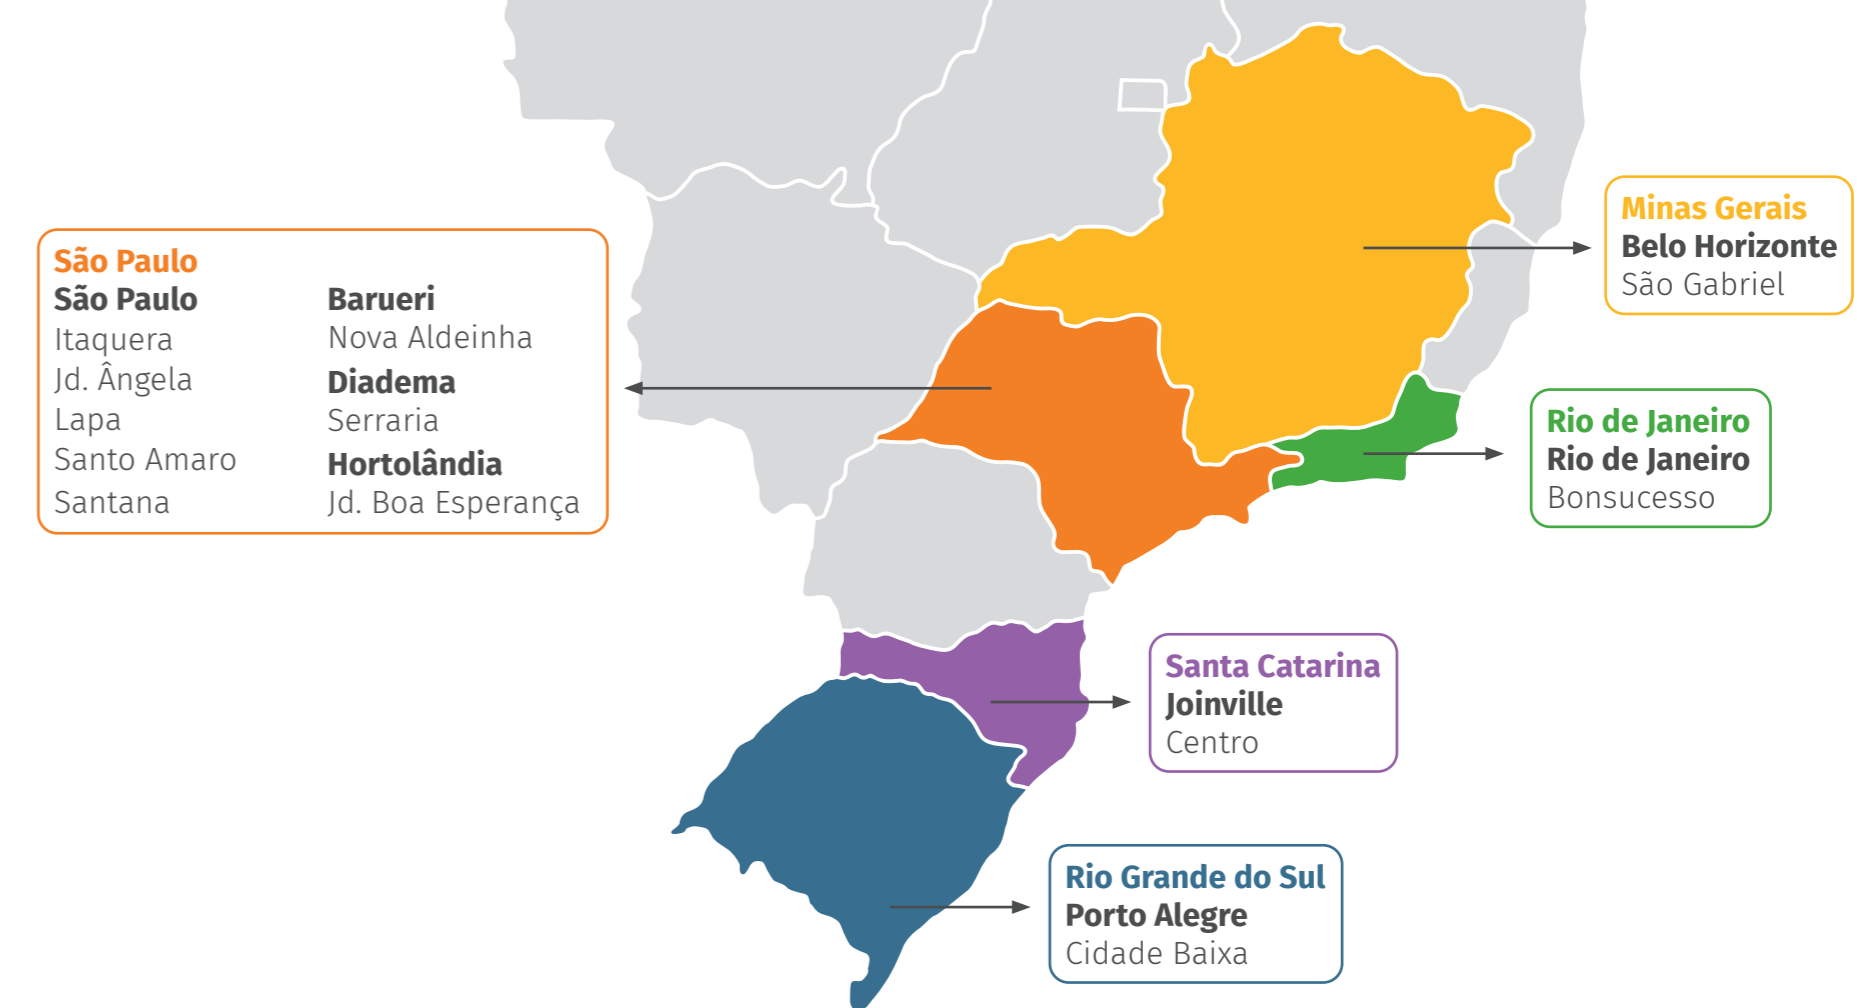 São Paulo
São Paulo
Itaquera
Jd. Ângela
Lapa
Santo Amaro
Santana
Barueri
Nova Aldeinha
Diadema
Serraria
Hortolândia
Jd. Boa Esperança
Minas Gerais
Belo Horizonte
São Gabriel
Rio de Janeiro
Rio de Janeiro
Bonsucesso
Santa Catarina
Joinville
Centro
Rio Grande do Sul
Porto Alegre
Cidade Baixa